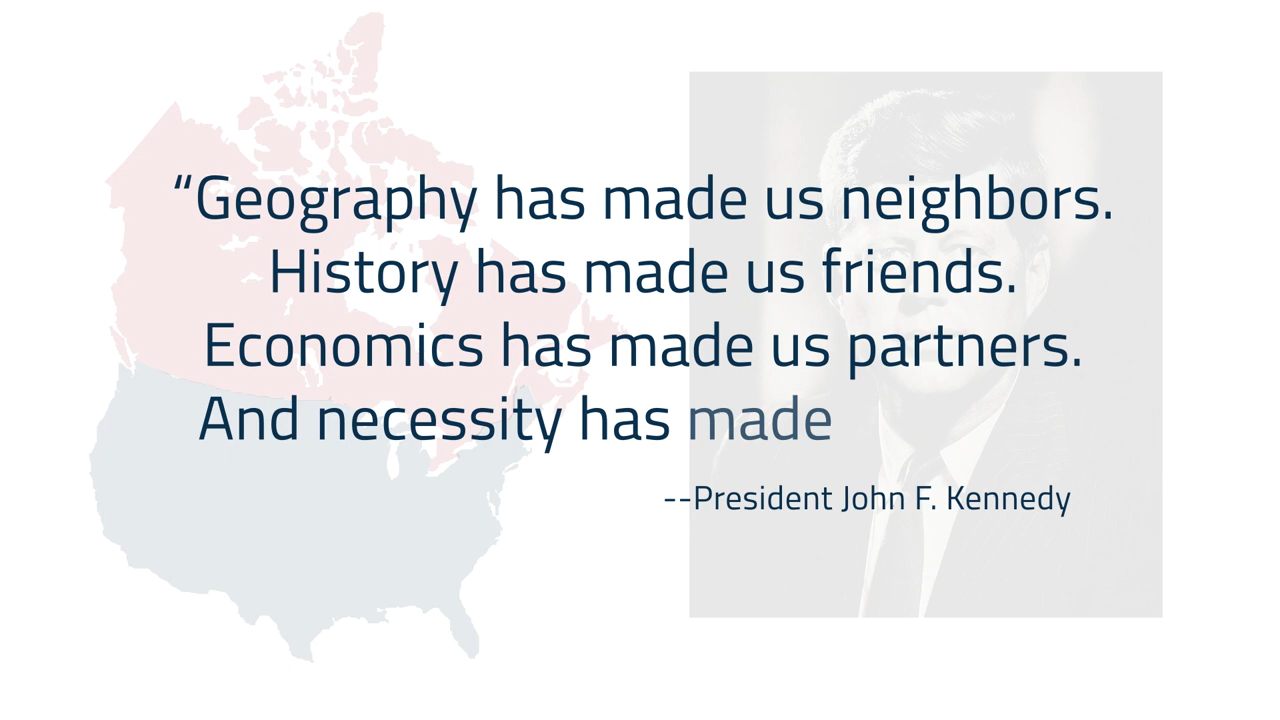 “Geography has made us neighbors.
History has made us friends.
Economics has made us partners.
And necessity has made
--President John F. Kennedy